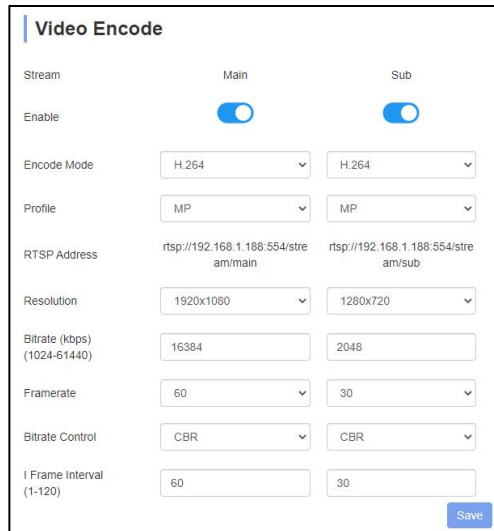 Video Encode
Stream Main Sub
Enable
Encode Mode H.264 H.264
Profile MP MP
RTSP Address rtsp://192.168.1.188:554/stre rtsp://192.168.1.188:554/stre
am/main am/sub
Resolution 1920x1080 1280x720
Bitrate (kbps)
(1024-61440) 16384 2048
Framerate 60 30
Bitrate Control CBR CBR
I Frame Interval
(1-120) 60 30
Save